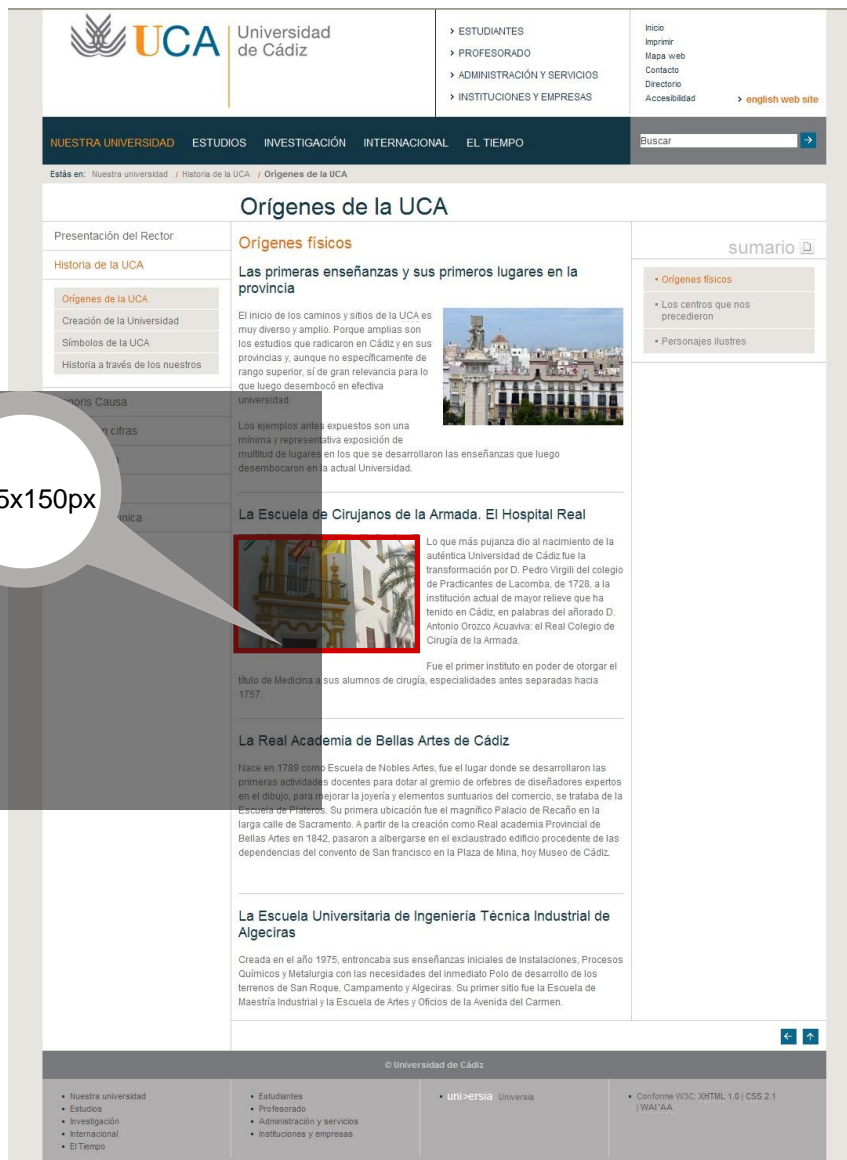 UCA
Universidad
de Cádiz
ESTUDIANTES
PROFESORADO
ADMINISTRACIÓN Y SERVICIOS
INSTITUCIONES Y EMPRESAS
Inicio
Imprimir
Mapa web
Contacto
Directorio
Accesibilidad
english web site
NUESTRA UNIVERSIDAD ESTUDIOS INVESTIGACIÓN INTERNACIONAL EL TIEMPO
Buscar
Estás en: Nuestra universidad / Historia de la UCA / Orígenes de la UCA
Orígenes de la UCA
Presentación del Rector
Historia de la UCA
Orígenes de la UCA
Creación de la Universidad
Símbolos de la UCA
Historia a través de los nuestros
Causa
cifras
5x150px
Orígenes físicos
Las primeras enseñanzas y sus primeros lugares en la
provincia
El inicio de los caminos y sitios de la UCA es
muy diverso y amplio. Porque amplias son
los estudios que radicaron en Cádiz y en sus
provincias y, aunque no específicamente de
rango superior, sí de gran relevancia para lo
que luego desembocó en efectiva
universidad.
Los ejemplos antes expuestos son una
mínima y representativa exposición de
multitud de lugares en los que se desarrollaron las enseñanzas que luego
desembocaron en la actual Universidad.
La Escuela de Cirujanos de la Armada. El Hospital Real
Lo que más pujanza dio al nacimiento de la
auténtica Universidad de Cádiz fue la
transformación por D. Pedro Virgili del colegio
de Practicantes de Lacomba, de 1728, a la
institución actual de mayor relieve que ha
tenido en Cádiz, en palabras del añorado D.
Antonio Orozco Acuaviva: el Real Colegio de
Cirugía de la Armada.
Fue el primer instituto en poder de otorgar el
título de Medicina a sus alumnos de cirugía, especialidades antes separadas hacia
1757.
La Real Academia de Bellas Artes de Cádiz
Nace en 1789 como Escuela de Nobles Artes, fue el lugar donde se desarrollaron las
primeras actividades docentes para dotar al gremio de orfebres de diseñadores expertos
en el dibujo, para mejorar la joyería y elementos suntuarios del comercio, se trataba de la
Escuela de Plateros. Su primera ubicación fue el magnífico Palacio de Recaño en la
larga calle de Sacramento. A partir de la creación como Real academia Provincial de
Bellas Artes en 1842, pasaron a albergarse en el exclaustrado edificio procedente de las
dependencias del convento de San francisco en la Plaza de Mina, hoy Museo de Cádiz.
La Escuela Universitaria de Ingeniería Técnica Industrial de
Algeciras
Creada en el año 1975, entroncaba sus enseñanzas iniciales de Instalaciones, Procesos
Químicos y Metalurgia con las necesidades del inmediato Polo de desarrollo de los
terrenos de San Roque, Campamento y Algeciras. Su primer sitio fue la Escuela de
Maestría Industrial y la Escuela de Artes y Oficios de la Avenida del Carmen.
sumario
Orígenes físicos
Los centros que nos
precedieron
Personajes ilustres
© Universidad de Cádiz
Nuestra universidad
Estudios
Investigación
Internacional
El Tiempo
Estudiantes
Profesorado
Administración y servicios
Instituciones y empresas
uni>ersia Universia
Conforme W3C: XHTML 1.0 | CSS 2.1
| WAI 'AA